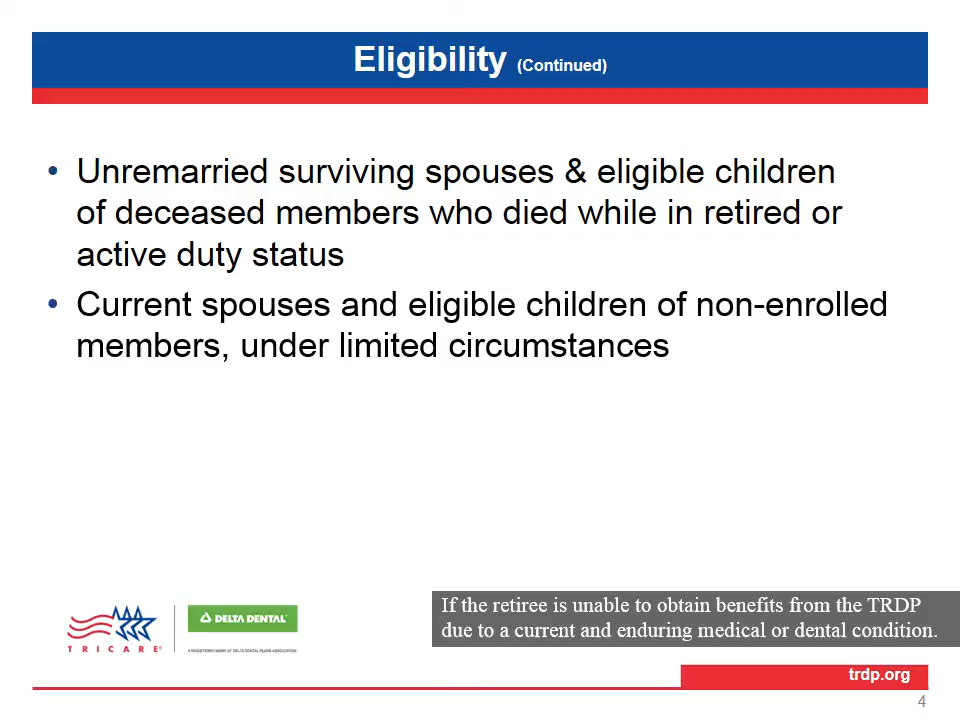 Eligibility (Continued)
• Unremarried surviving spouses & eligible children
of deceased members who died while in retired or
active duty status
• Current spouses and eligible children of non-enrolled
members, under limited circumstances
If the retiree is unable to obtain benefits from the TRDP
due to a current and enduring medical or dental condition.
TRICARE®
DELTA DENTAL®
A REGISTERED MARK OF DELTA DENTAL PLANS ASSOCIATION
trdp.org
4